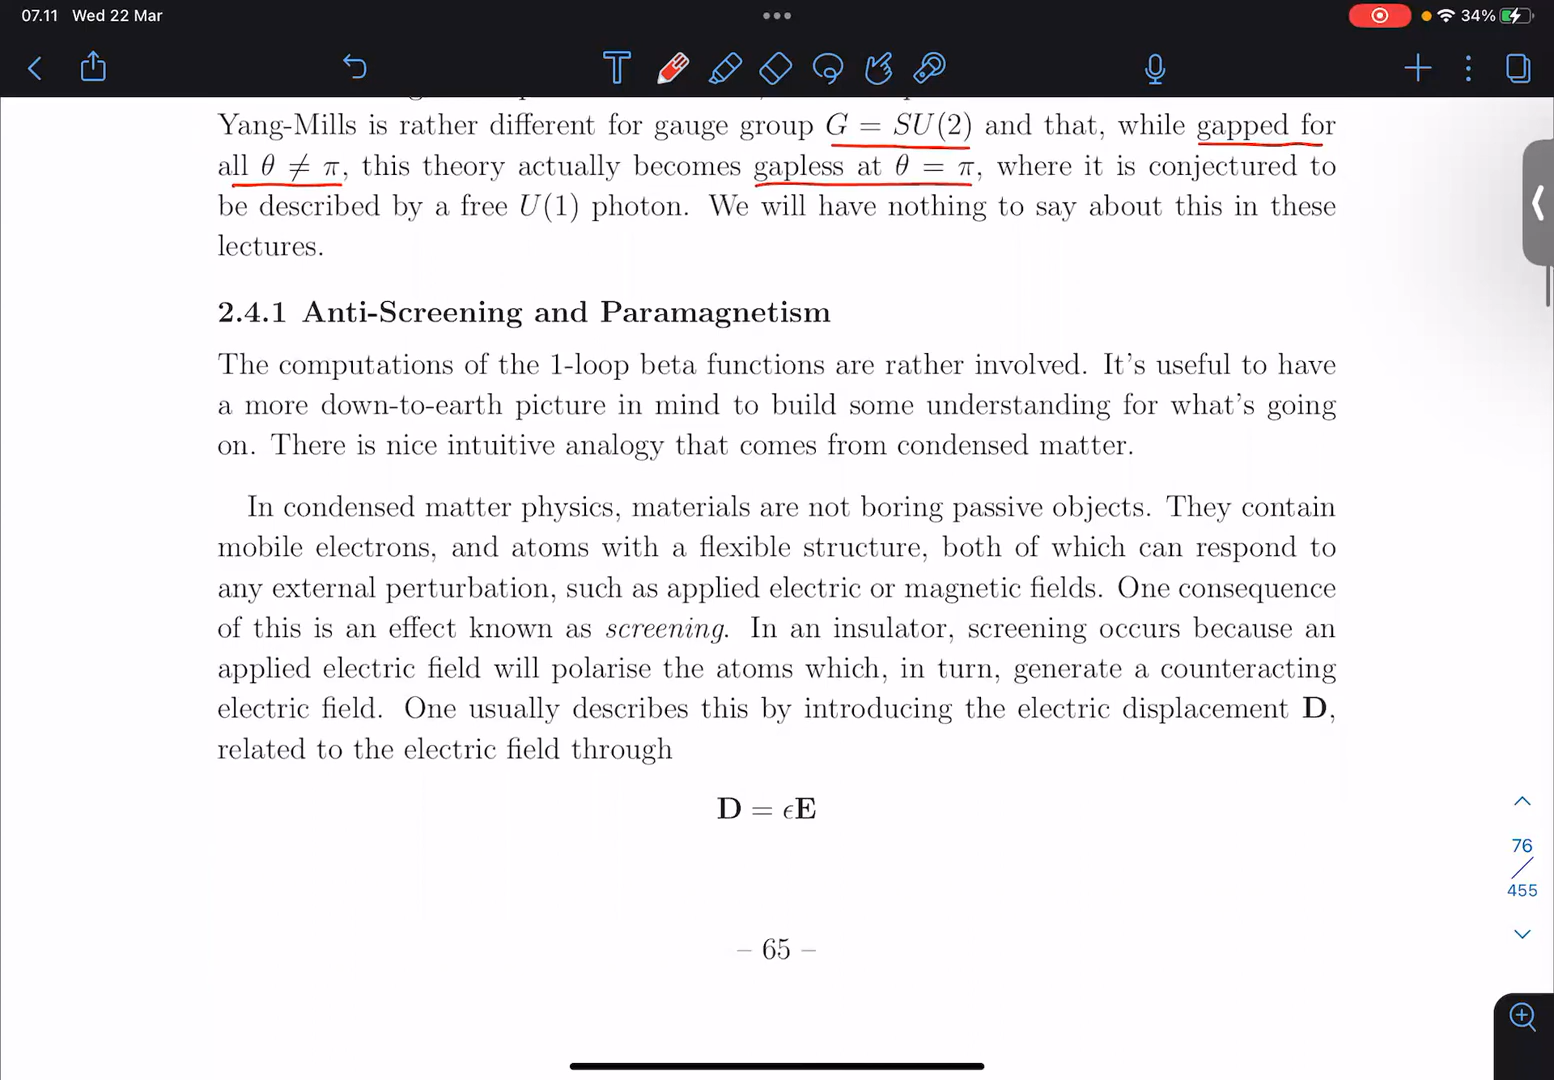 07.11 Wed 22 Mar
34%
Yang-Mills is rather different for gauge group G = SU(2) and that, while gapped for
all θ ≠ π, this theory actually becomes gapless at θ = π, where it is conjectured to
be described by a free U(1) photon. We will have nothing to say about this in these
lectures.
2.4.1 Anti-Screening and Paramagnetism
The computations of the 1-loop beta functions are rather involved. It's useful to have
a more down-to-earth picture in mind to build some understanding for what's going
on. There is nice intuitive analogy that comes from condensed matter.
In condensed matter physics, materials are not boring passive objects. They contain
mobile electrons, and atoms with a flexible structure, both of which can respond to
any external perturbation, such as applied electric or magnetic fields. One consequence
of this is an effect known as screening. In an insulator, screening occurs because an
applied electric field will polarise the atoms which, in turn, generate a counteracting
electric field. One usually describes this by introducing the electric displacement D,
related to the electric field through
D = ϵE
76
/
455
– 65 –